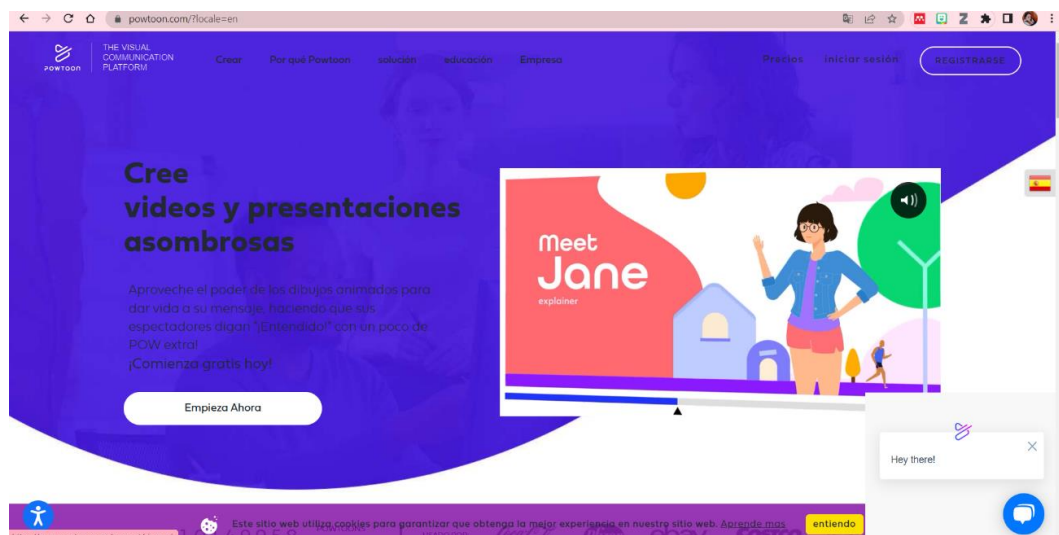 powtoon.com/?locale=en
POWTOON
THE VISUAL
COMMUNICATION
PLATFORM
Crear
Por qué Powtoon
solución
educación
Empresa
Precios
iniciar sesión
REGISTRARSE
Cree
videos y presentaciones
asombrosas
Aproveche el poder de los dibujos animados para
dar vida a su mensaje, haciendo que sus
espectadores digan "¡Entendido!" con un poco de
POW extra!
¡Comienza gratis hoy!
Empieza Ahora
Meet
Jane
explainer
Hey there!
Este sitio web utiliza cookies para garantizar que obtenga la mejor experiencia en nuestro sitio web. Aprende mas
entiendo